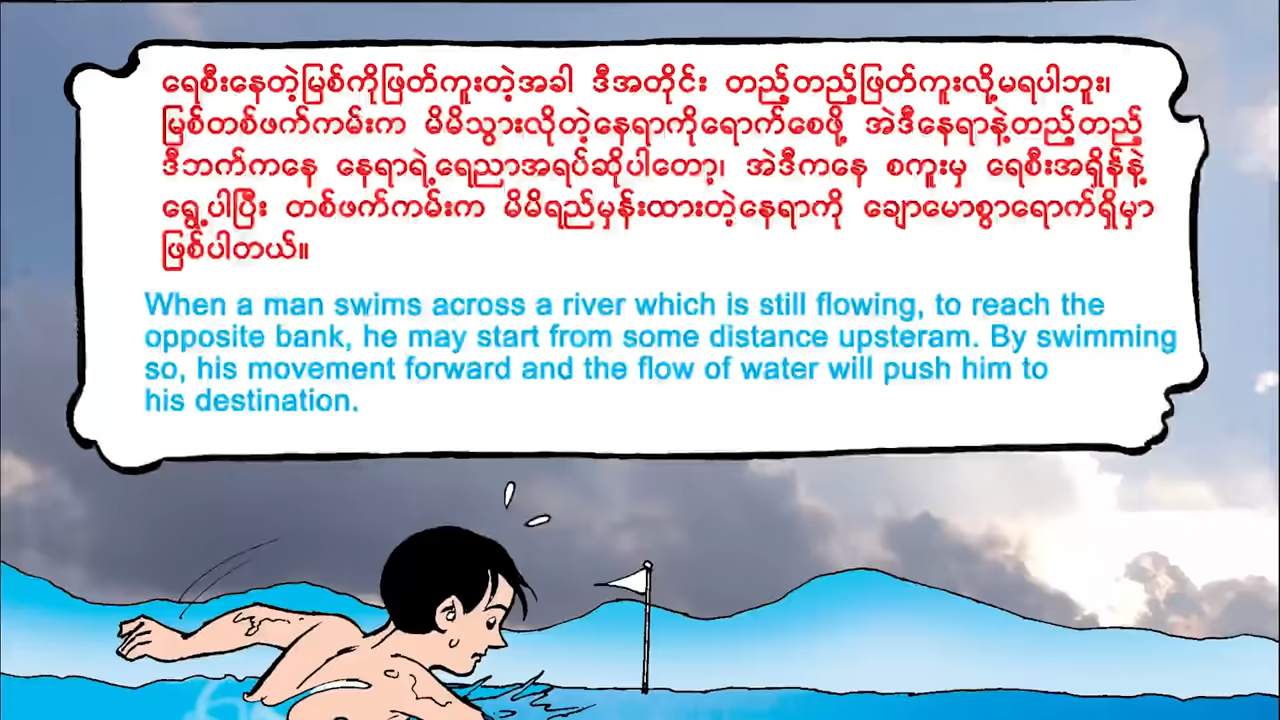 ရေစီးနေတဲ့မြစ်ကိုဖြတ်ကူးတဲ့အခါ ဒီအတိုင်း တည့်တည့်ဖြတ်ကူးလို့မရပါဘူး၊
မြစ်တစ်ဖက်ကမ်းက မိမိသွားလိုတဲ့နေရာကိုရောက်စေဖို့ အဲဒီနေရာနဲ့တည့်တည့်
ဒီဘက်ကနေ နေရာရဲ့ရေညာအရပ်ဆိုပါတော့၊ အဲဒီကနေ စကူးမှ ရေစီးအရှိန်နဲ့
ရွေ့ပါပြီး တစ်ဖက်ကမ်းက မိမိရည်မှန်းထားတဲ့နေရာကို ချောမောစွာရောက်ရှိမှာ
ဖြစ်ပါတယ်။
When a man swims across a river which is still flowing, to reach the
opposite bank, he may start from some distance upsteram. By swimming
so, his movement forward and the flow of water will push him to
his destination.